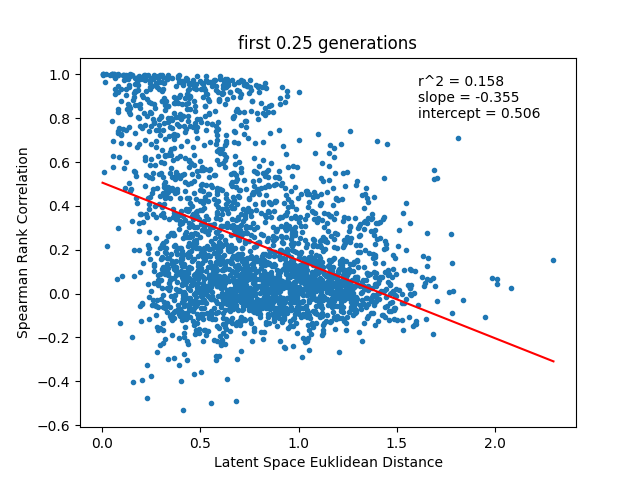 first 0.25 generations
r^2 = 0.158
slope = -0.355
intercept = 0.506
1.0
0.8
0.6
0.4
0.2
0.0
−0.2
−0.4
−0.6
Spearman Rank Correlation
0.0 0.5 1.0 1.5 2.0
Latent Space Euklidean Distance